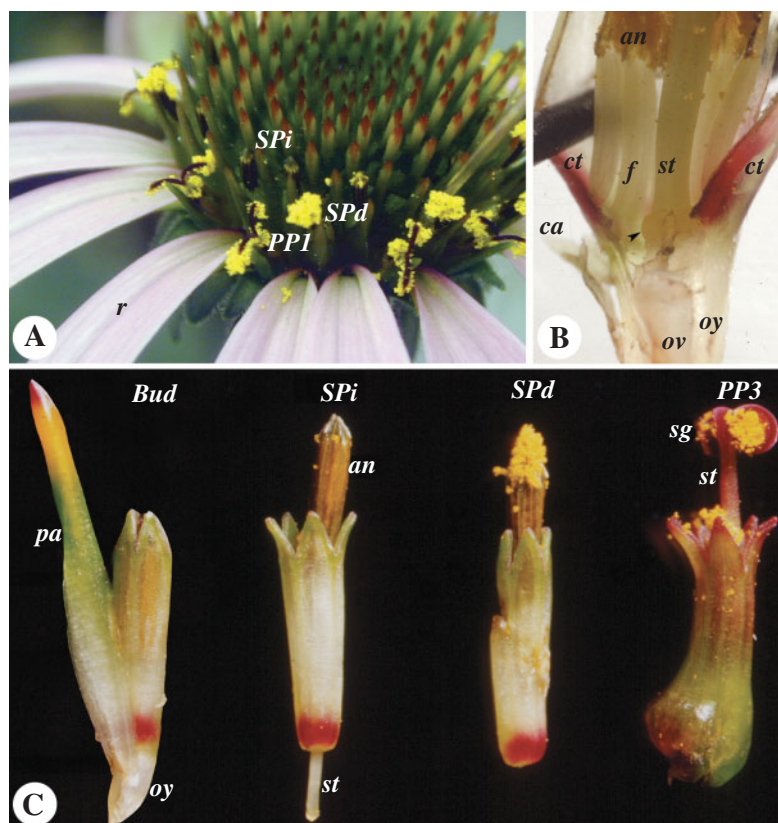 SPi
SPd
PP1
r
A
an
ct f st ct
ca
oy
B ov
Bud SPi SPd PP3
sg
an
st
pa
oy st
C